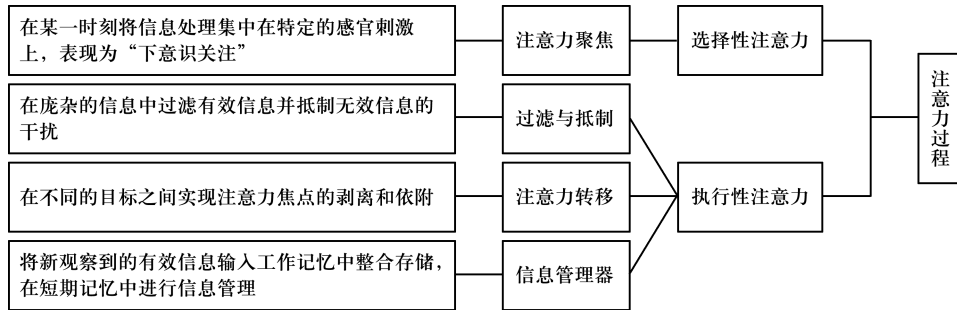 在某一时刻将信息处理集中在特定的感官刺激
上，表现为“下意识关注”
注意力聚焦
选择性注意力
在庞杂的信息中过滤有效信息并抵制无效信息的
干扰
过滤与抵制
注意力过程
在不同的目标之间实现注意力焦点的剥离和依附
注意力转移
执行性注意力
将新观察到的有效信息输入工作记忆中整合存储，
在短期记忆中进行信息管理
信息管理器